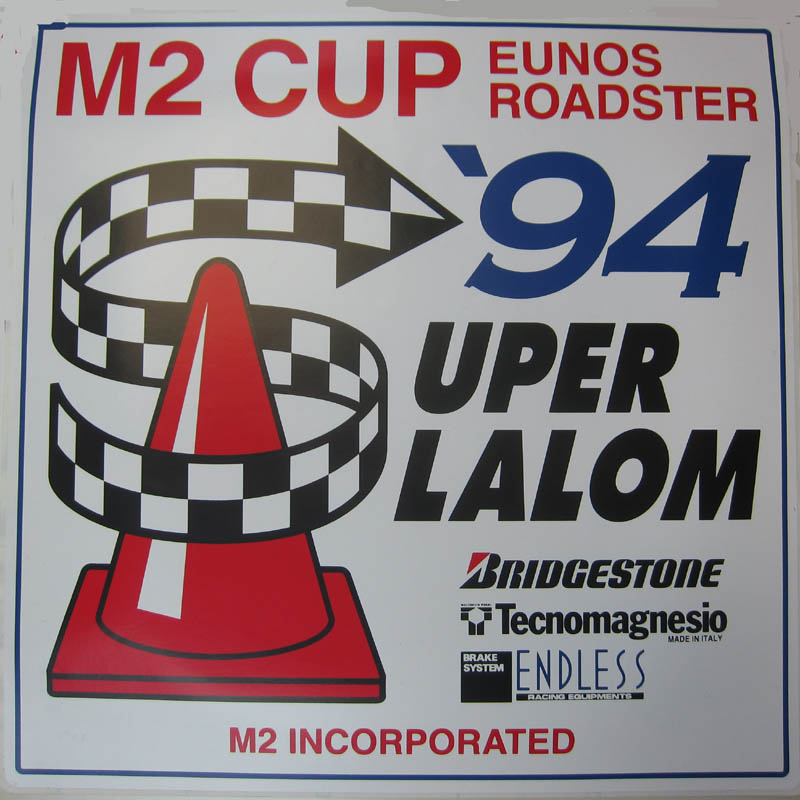 M2 CUP
EUNOS
ROADSTER
'94
UPER
LALOM
BRIDGESTONE
Tecnomagnesio
MADE IN ITALY
BRAKE
SYSTEM
ENDLESS
RACING EQUIPMENTS
M2 INCORPORATED